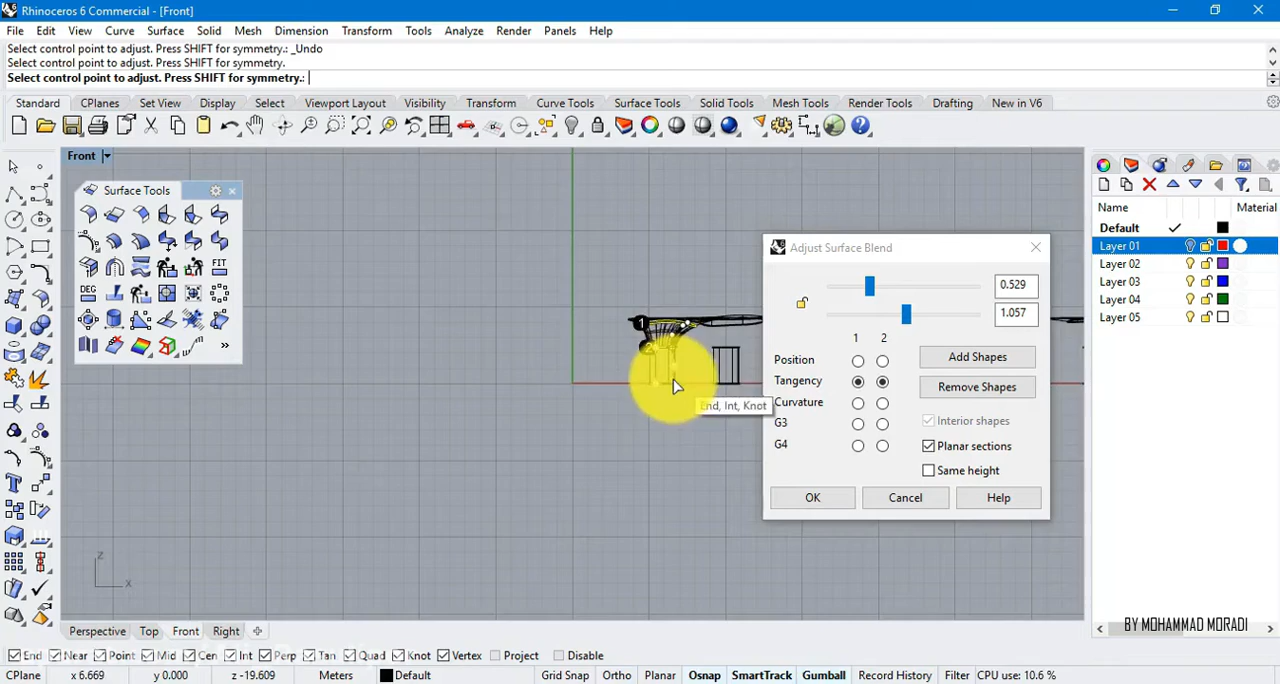 Rhinoceros 6 Commercial - [Front]
File Edit View Curve Surface Solid Mesh Dimension Transform Tools Analyze Render Panels Help
Select control point to adjust. Press SHIFT for symmetry.: _Undo
Select control point to adjust. Press SHIFT for symmetry.
Select control point to adjust. Press SHIFT for symmetry.:
Standard CPlanes Set View Display Select Viewport Layout Visibility Transform Curve Tools Surface Tools Solid Tools Mesh Tools Render Tools Drafting New in V6
Front
Surface Tools
FIT
DEG
Adjust Surface Blend
0.529
1.057
1 2
Position
Tangency
Curvature
G3
G4
Add Shapes
Remove Shapes
Interior shapes
Planar sections
Same height
OK Cancel Help
1
2
End, Int, Knot
z
x
Name Material
Default
Layer 01
Layer 02
Layer 03
Layer 04
Layer 05
BY MOHAMMAD MORADI
Perspective Top Front Right
End Near Point Mid Cen Int Perp Tan Quad Knot Vertex Project Disable
CPlane x 6.669 y 0.000 z -19.609 Meters Default Grid Snap Ortho Planar Osnap SmartTrack Gumball Record History Filter CPU use: 10.6 %